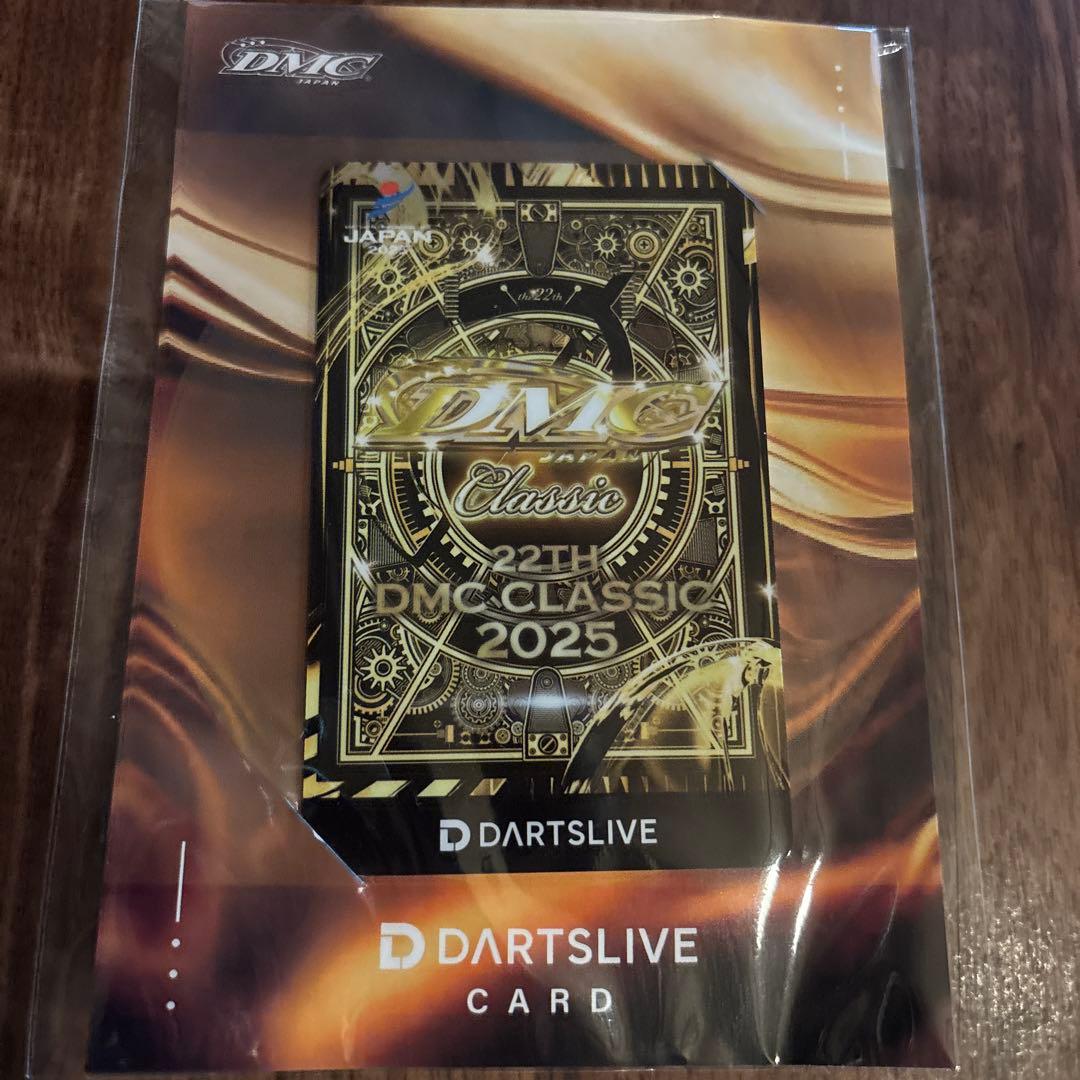 DMC
JAPAN
JAPAN
the 22th
DMC
JAPAN
Classic
22TH
DMC CLASSIC
2025
DARTSLIVE
DARTSLIVE
CARD